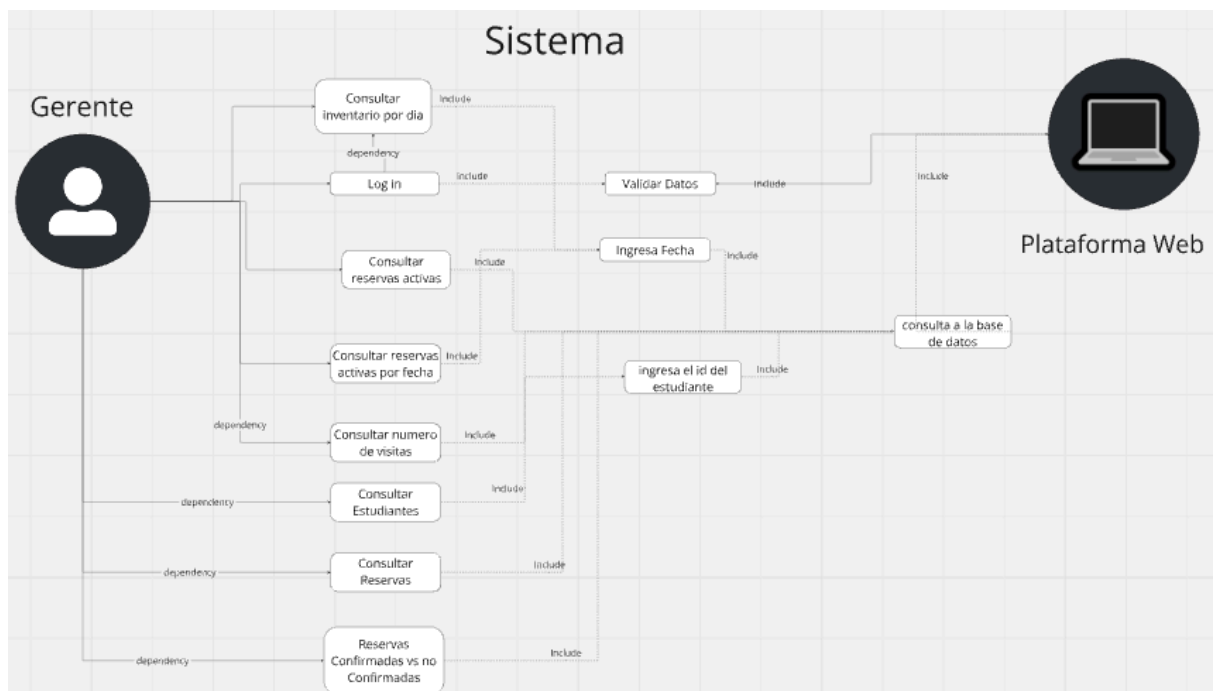 Sistema
Gerente
Consultar
inventario por dia
Include
dependency
Log in
include
Validar Datos
include
Include
Plataforma Web
Ingresa Fecha
Include
Consultar
reservas activas
Include
consulta a la base
de datos
Consultar reservas
activas por fecha
Include
ingresa el id del
estudiante
Include
dependency
Consultar numero
de visitas
Include
Include
Consultar
Estudiantes
dependency
Consultar
Reservas
dependency
Include
Reservas
Confirmadas vs no
Confirmadas
dependency
Include